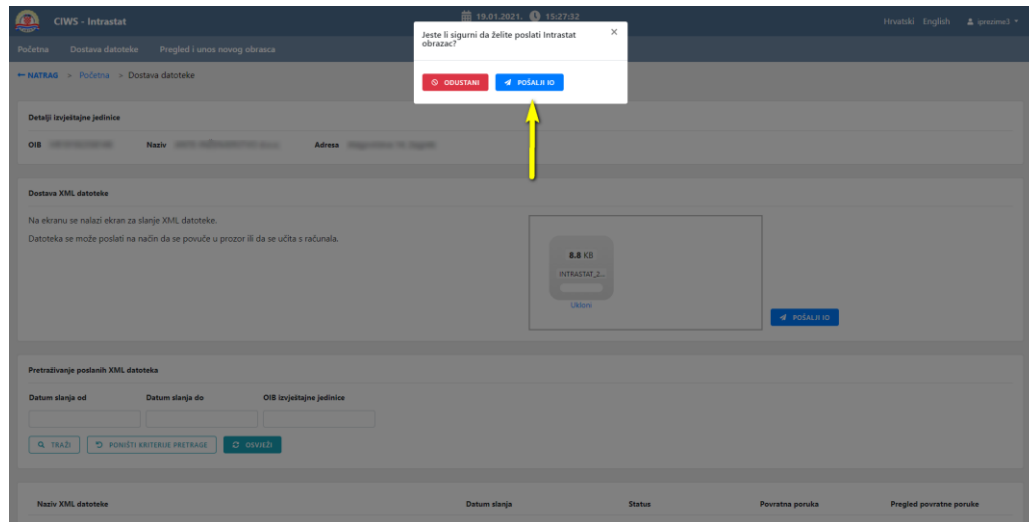 CIWS - Intrastat
19.01.2021. 15:27:32
Hrvatski English iprezime3
Jeste li sigurni da želite poslati Intrastat
obrazac?
×
ODUSTANI POŠALJI IO
Početna Dostava datoteke Pregled i unos novog obrasca
NATRAG » Početna » Dostava datoteke
Detalji izvještajne jedinice
OIB Naziv Adresa
Dostava XML datoteke
Na ekranu se nalazi ekran za slanje XML datoteke.
Datoteka se može poslati na način da se povuče u prozor ili da se učita s računala.
8.8 KB
INTRASTAT_2...
Ukloni
POŠALJI IO
Pretraživanje poslanih XML datoteka
Datum slanja od Datum slanja do OIB izvještajne jedinice
TRAŽI PONIŠTI KRITERIJE PRETRAGE OSVJEŽI
Naziv XML datoteke Datum slanja Status Povratna poruka Pregled povratne poruke